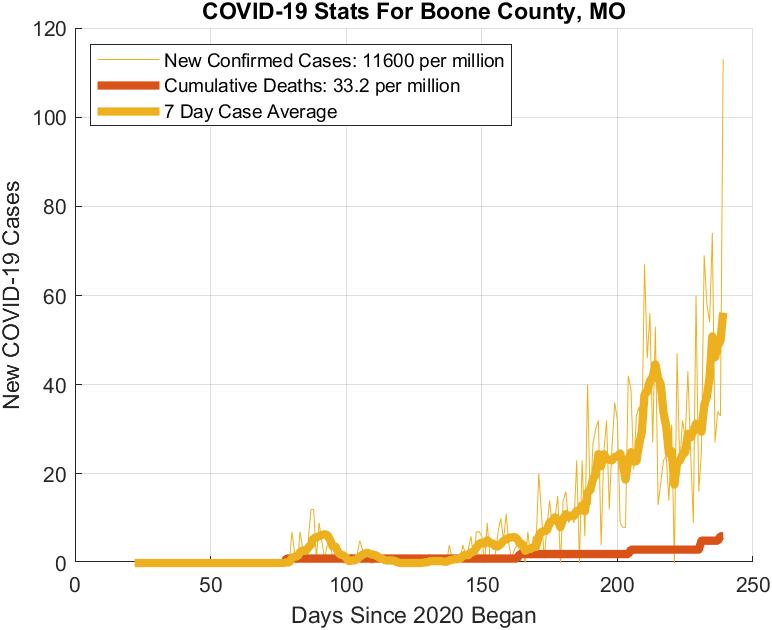 COVID-19 Stats For Boone County, MO
120
100
80
60
40
20
0
New COVID-19 Cases
New Confirmed Cases: 11600 per million
Cumulative Deaths: 33.2 per million
7 Day Case Average
0 50 100 150 200 250
Days Since 2020 Began